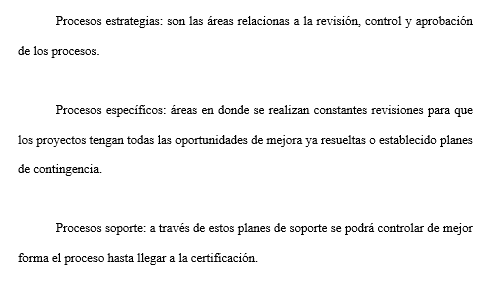 Procesos estrategias: son las áreas relacionas a la revisión, control y aprobación
de los procesos.
Procesos específicos: áreas en donde se realizan constantes revisiones para que
los proyectos tengan todas las oportunidades de mejora ya resueltas o establecido planes
de contingencia.
Procesos soporte: a través de estos planes de soporte se podrá controlar de mejor
forma el proceso hasta llegar a la certificación.